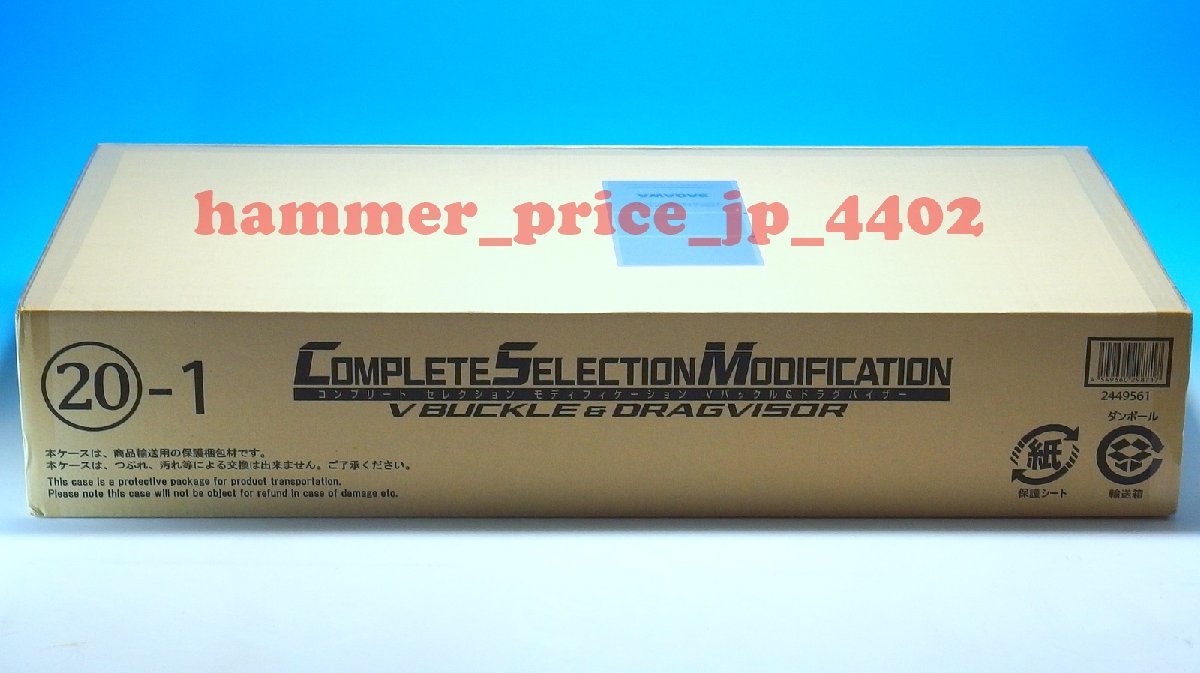 SAGAWA
hammer_price_jp_4402
20-1
COMPLETE SELECTION MODIFICATION
コンプリート セレクション モディフィケーション Vバックル&ドラグバイザー
V BUCKLE & DRAGVISOR
本ケースは、商品輸送用の保護梱包材です。
本ケースは、つぶれ、汚れ等による交換は出来ません。ご了承ください。
This case is a protective package for product transportation.
Please note this case will not be object for refund in case of damage etc.
2449561
ダンボール
紙
保護シート
輸送箱